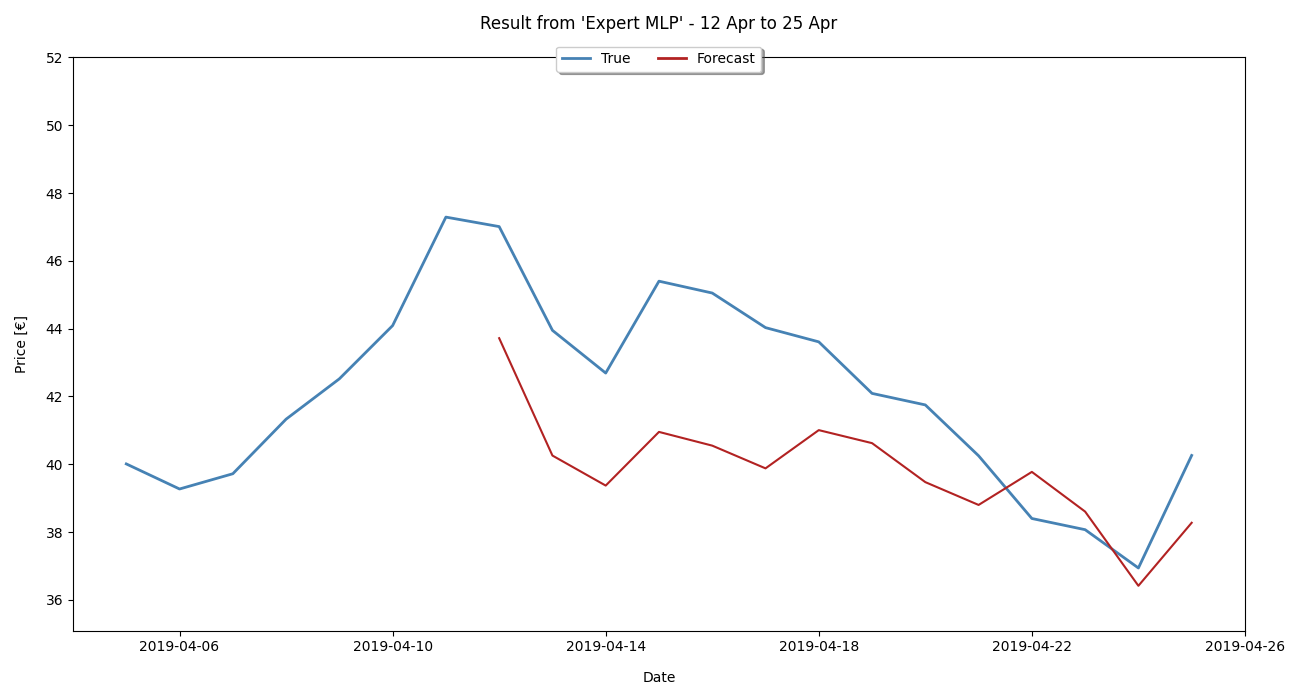 Result from 'Expert MLP' - 12 Apr to 25 Apr
True Forecast
52
50
48
46
44
42
40
38
36
Price [€]
2019-04-06 2019-04-10 2019-04-14 2019-04-18 2019-04-22 2019-04-26
Date